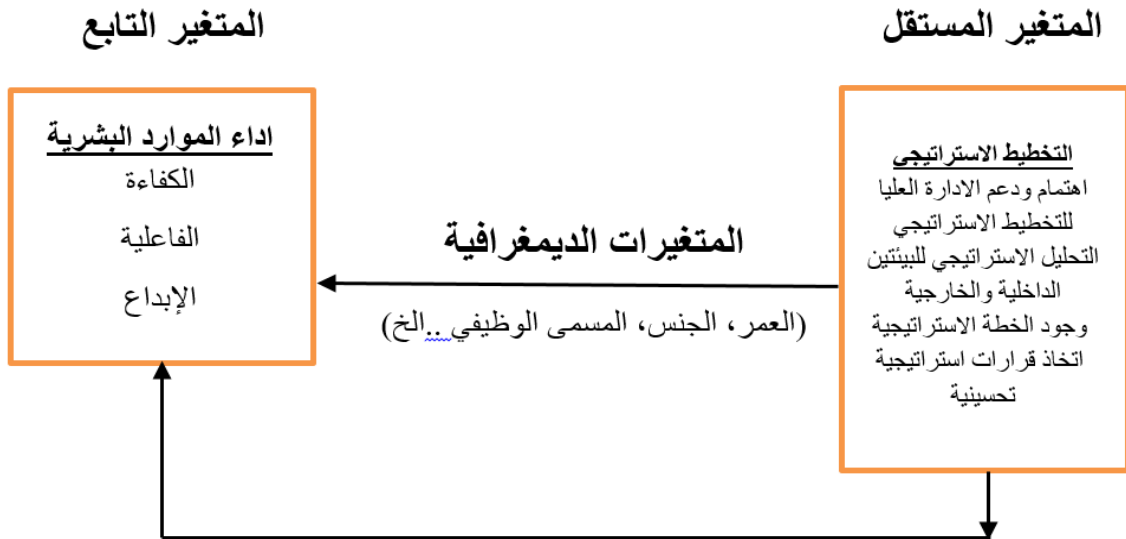 المتغير المستقل
المتغير التابع
التخطيط الاستراتيجي
اهتمام ودعم الادارة العليا
للتخطيط الاستراتيجي
التحليل الاستراتيجي للبيئتين
الداخلية والخارجية
وجود الخطة الاستراتيجية
اتخاذ قرارات استراتيجية
تحسينية
المتغيرات الديمغرافية
(العمر، الجنس، المسمى الوظيفي ..الخ)
اداء الموارد البشرية
الكفاءة
الفاعلية
الإبداع